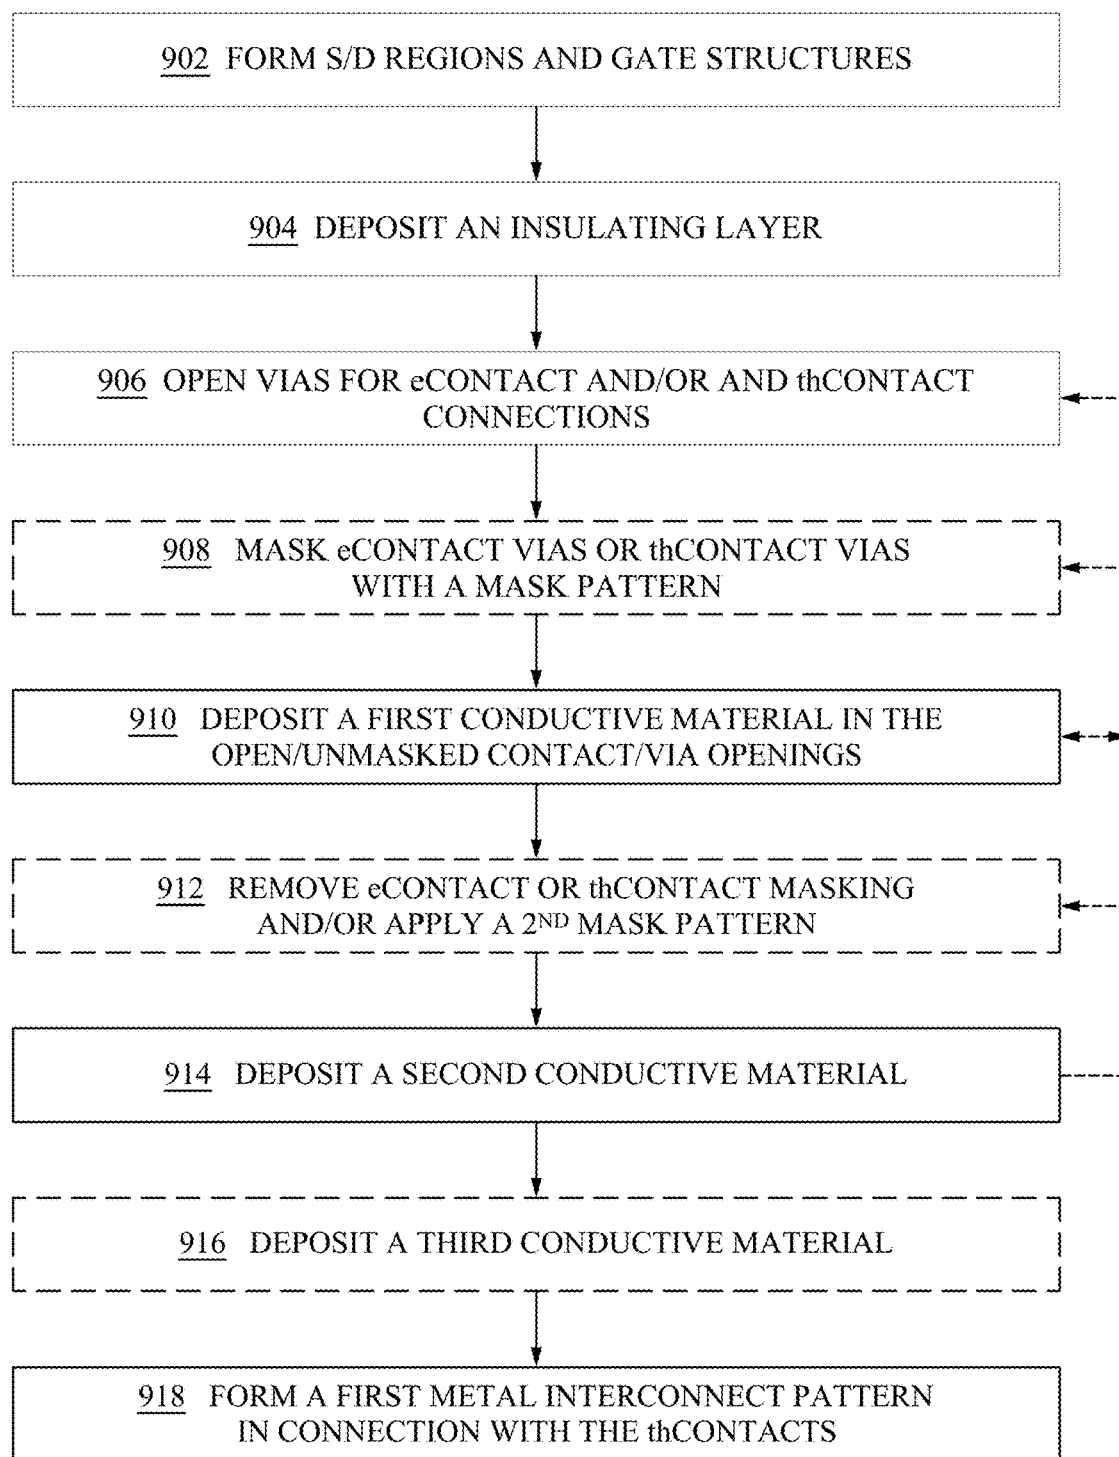 902 FORM S/D REGIONS AND GATE STRUCTURES
904 DEPOSIT AN INSULATING LAYER
906 OPEN VIAS FOR eCONTACT AND/OR AND thCONTACT
CONNECTIONS
908 MASK eCONTACT VIAS OR thCONTACT VIAS
WITH A MASK PATTERN
910 DEPOSIT A FIRST CONDUCTIVE MATERIAL IN THE
OPEN/UNMASKED CONTACT/VIA OPENINGS
912 REMOVE eCONTACT OR thCONTACT MASKING
AND/OR APPLY A 2ND MASK PATTERN
914 DEPOSIT A SECOND CONDUCTIVE MATERIAL
916 DEPOSIT A THIRD CONDUCTIVE MATERIAL
918 FORM A FIRST METAL INTERCONNECT PATTERN
IN CONNECTION WITH THE thCONTACTS